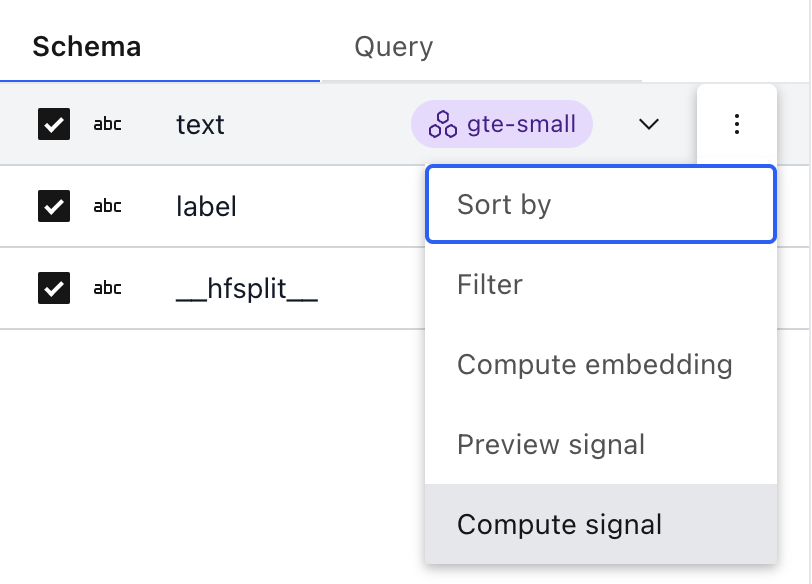 Schema Query
abc text gte-small
abc label
abc __hfsplit__
Sort by
Filter
Compute embedding
Preview signal
Compute signal